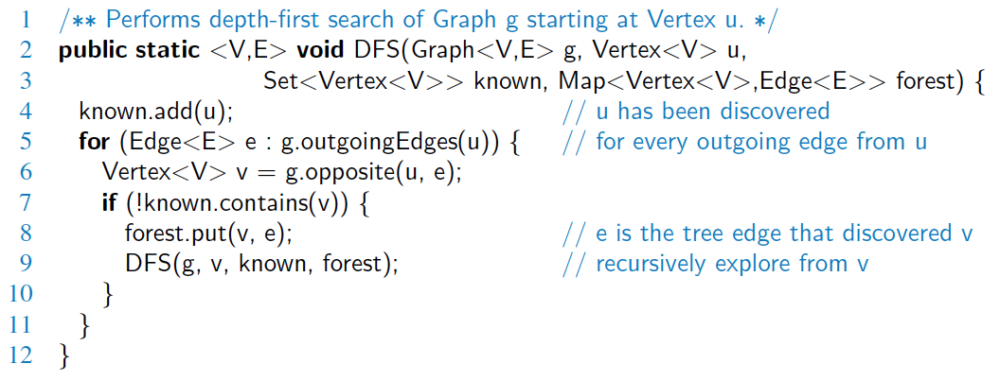 1 /** Performs depth-first search of Graph g starting at Vertex u. */
2 public static <V,E> void DFS(Graph<V,E> g, Vertex<V> u,
3 Set<Vertex<V>> known, Map<Vertex<V>,Edge<E>> forest) {
4 known.add(u); // u has been discovered
5 for (Edge<E> e : g.outgoingEdges(u)) { // for every outgoing edge from u
6 Vertex<V> v = g.opposite(u, e);
7 if (!known.contains(v)) {
8 forest.put(v, e); // e is the tree edge that discovered v
9 DFS(g, v, known, forest); // recursively explore from v
10 }
11 }
12 }